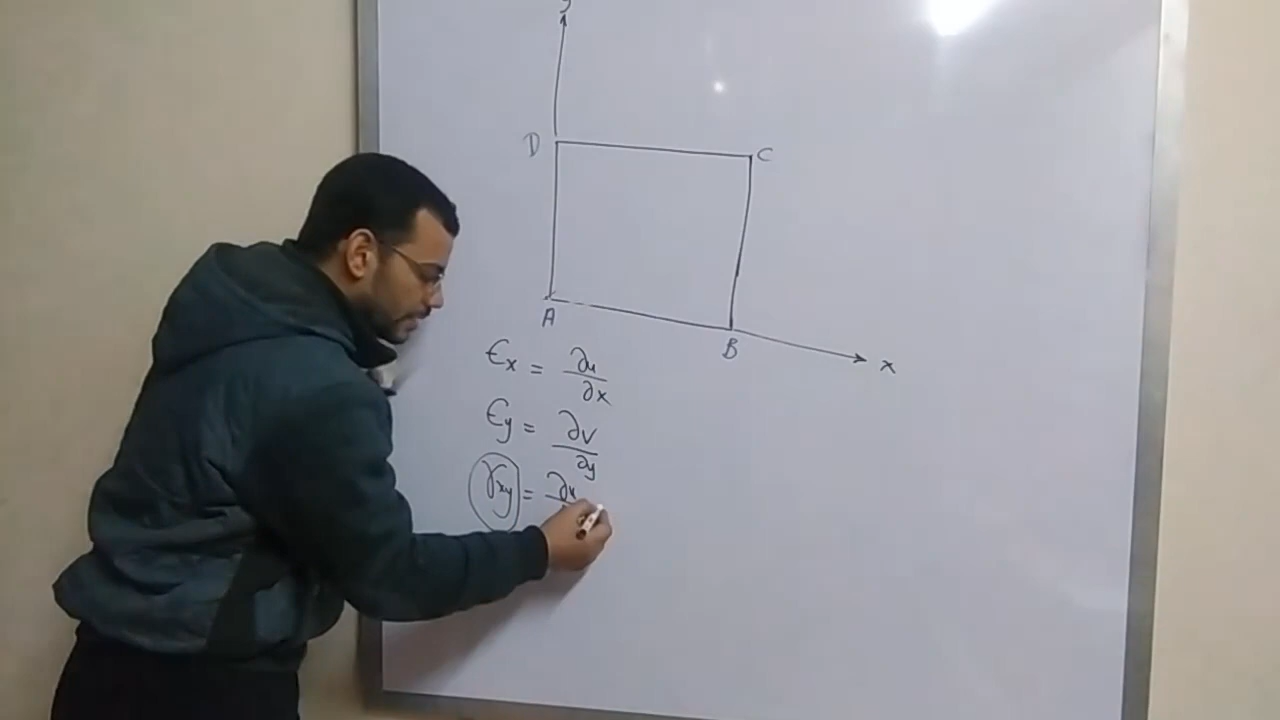 y
D C
A
B
x
ϵx = ∂u/∂x
ϵy = ∂v/∂y
γxy = ∂u